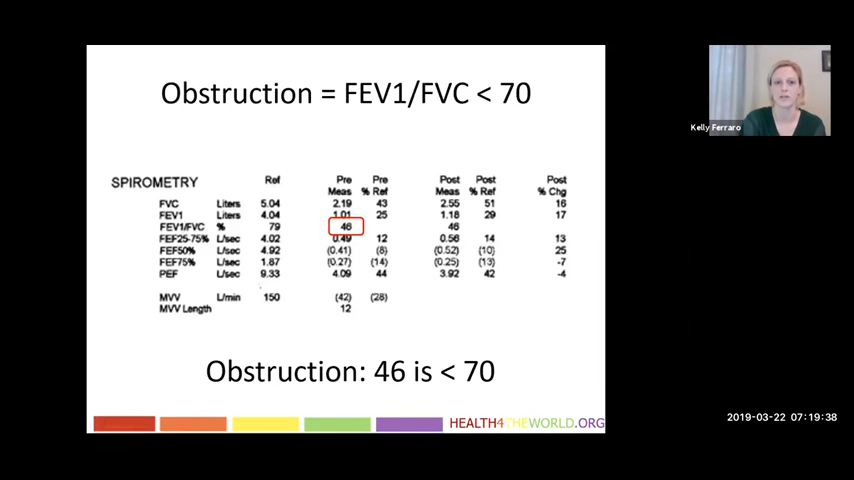 Obstruction = FEV1/FVC < 70
SPIROMETRY Ref Pre Meas Pre % Ref Post Meas Post % Ref Post % Chg
FVC Liters 5.04 2.19 43 2.55 51 16
FEV1 Liters 4.04 1.01 25 1.18 29 17
FEV1/FVC % 79 46 46
FEF25-75% L/sec 4.02 0.49 12 0.56 14 13
FEF50% L/sec 4.92 (0.41) (8) (0.52) (10) 25
FEF75% L/sec 1.87 (0.27) (14) (0.25) (13) -7
PEF L/sec 9.33 4.09 44 3.92 42 -4
MVV L/min 150 (42) (28)
MVV Length 12
Obstruction: 46 is < 70
HEALTH4THEWORLD.ORG
Kelly Ferraro
2019-03-22 07:19:38